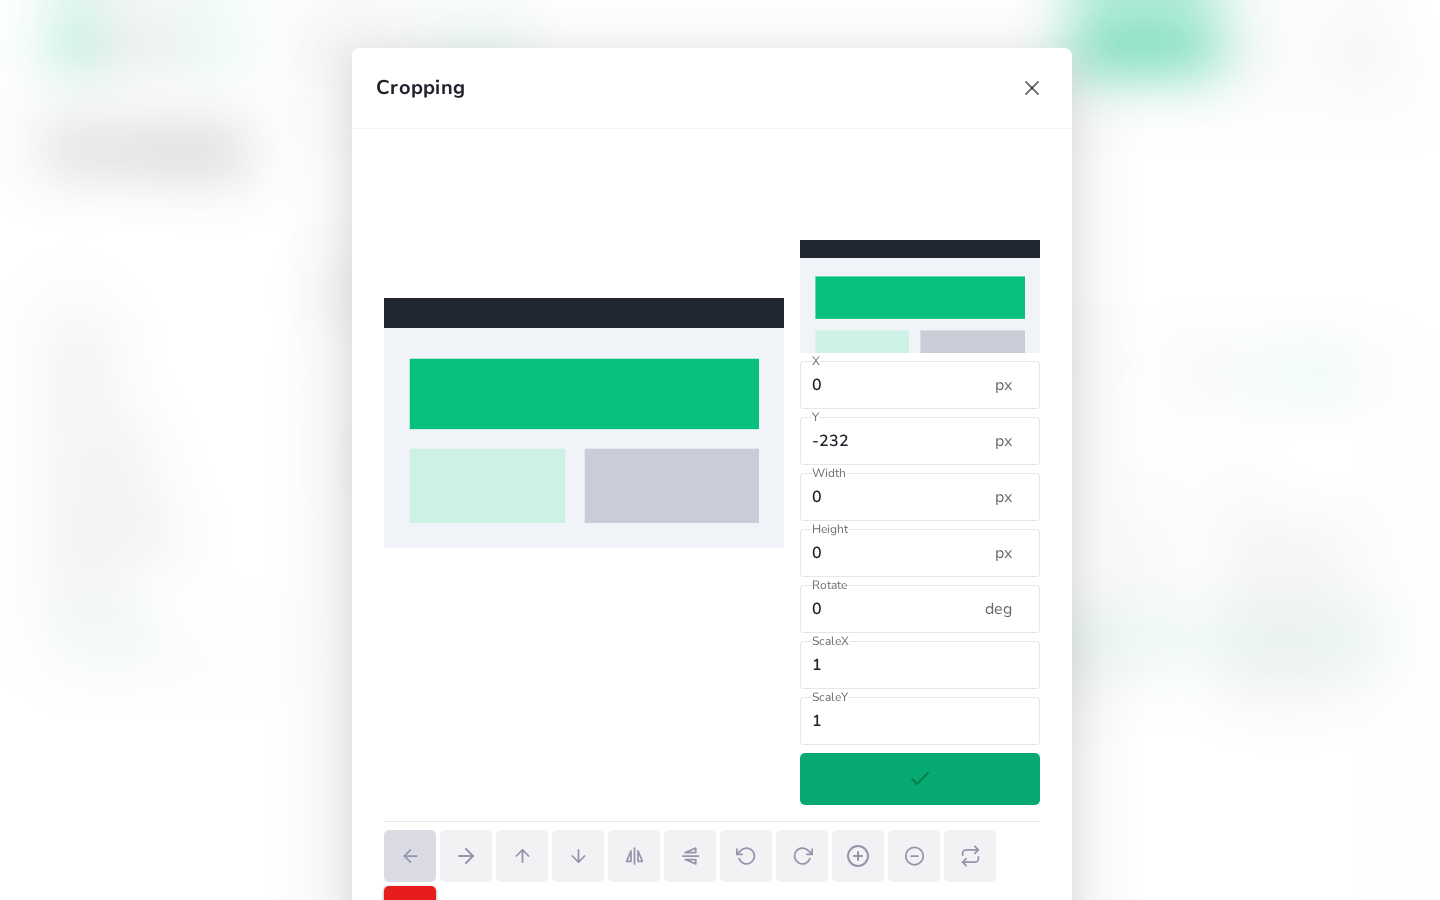 Cropping
X
0 px
Y
-232 px
Width
0 px
Height
0 px
Rotate
0 deg
ScaleX
1
ScaleY
1